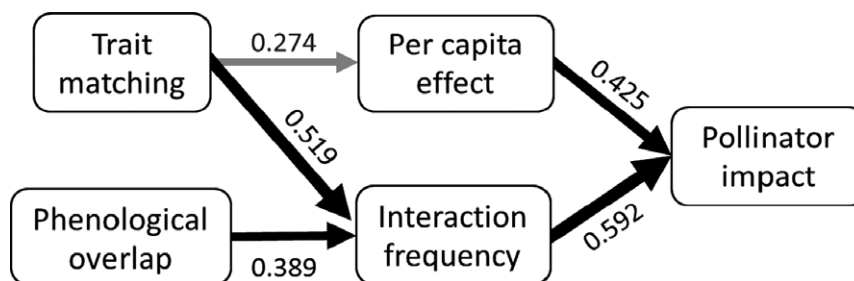 Trait
matching
0.274
Per capita
effect
0.425
0.519
Pollinator
impact
Phenological
overlap
0.389
Interaction
frequency
0.592